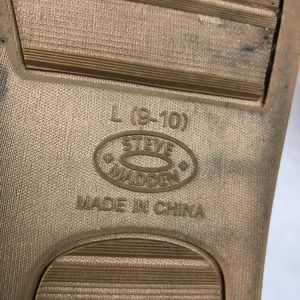 L (9-10)
STEVE
MADDEN
MADE IN CHINA